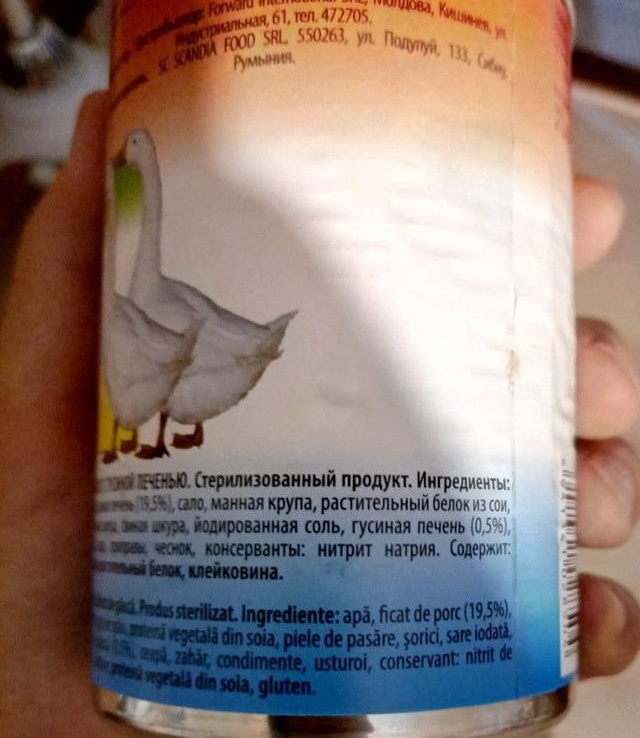 Forward International SRL, Молдова, Кишинев, ул.
Индустриальная, 61, тел. 472705.
SC SCANDIA FOOD SRL, 550263, ул. Подулуй, 133, Сибиу,
Румыния.
ПЕЧЕНЬЮ. Стерилизованный продукт. Ингредиенты:
печень (19,5%), сало, манная крупа, растительный белок из сои,
шкура, йодированная соль, гусиная печень (0,5%),
чеснок, консерванты: нитрит натрия. Содержит:
белок, клейковина.
Produs sterilizat. Ingrediente: apă, ficat de porc (19,5%),
proteină vegetală din soia, piele de pasăre, șorici, sare iodată,
ceapă, zahăr, condimente, usturoi, conservant: nitrit de
proteină vegetală din soia, gluten.